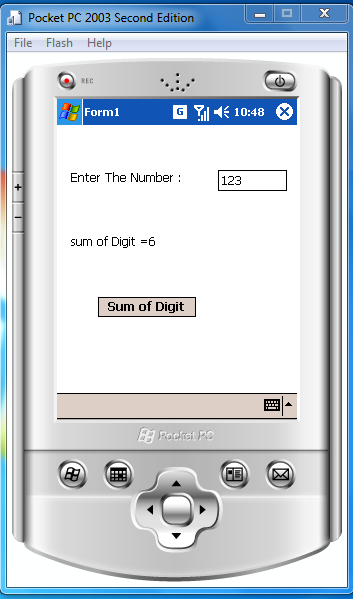 Pocket PC 2003 Second Edition
File Flash Help
REC
Form1 G 10:48
Enter The Number : 123
sum of Digit =6
Sum of Digit
Pocket PC
+
−